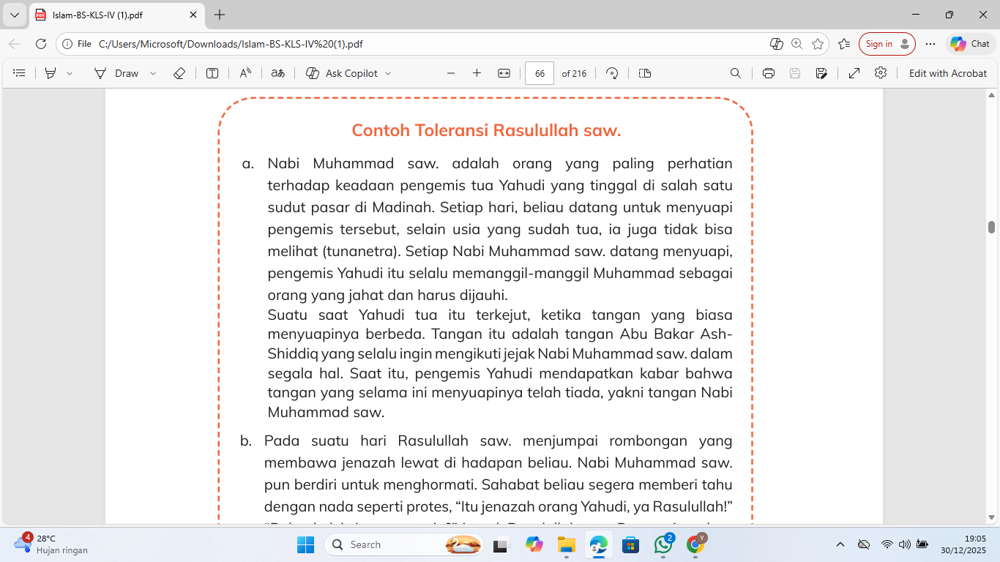 Islam-BS-KLS-IV (1).pdf
File C:/Users/Microsoft/Downloads/Islam-BS-KLS-IV%20(1).pdf
Sign in
Chat
Draw
Ask Copilot
66 of 216
Edit with Acrobat
Contoh Toleransi Rasulullah saw.
a. Nabi Muhammad saw. adalah orang yang paling perhatian
terhadap keadaan pengemis tua Yahudi yang tinggal di salah satu
sudut pasar di Madinah. Setiap hari, beliau datang untuk menyuapi
pengemis tersebut, selain usia yang sudah tua, ia juga tidak bisa
melihat (tunanetra). Setiap Nabi Muhammad saw. datang menyuapi,
pengemis Yahudi itu selalu memanggil-manggil Muhammad sebagai
orang yang jahat dan harus dijauhi.
Suatu saat Yahudi tua itu terkejut, ketika tangan yang biasa
menyuapinya berbeda. Tangan itu adalah tangan Abu Bakar Ash-
Shiddiq yang selalu ingin mengikuti jejak Nabi Muhammad saw. dalam
segala hal. Saat itu, pengemis Yahudi mendapatkan kabar bahwa
tangan yang selama ini menyuapinya telah tiada, yakni tangan Nabi
Muhammad saw.
b. Pada suatu hari Rasulullah saw. menjumpai rombongan yang
membawa jenazah lewat di hadapan beliau. Nabi Muhammad saw.
pun berdiri untuk menghormati. Sahabat beliau segera memberi tahu
dengan nada seperti protes, “Itu jenazah orang Yahudi, ya Rasulullah!”
4
28°C
Hujan ringan
Search
2
Y
19:05
30/12/2025